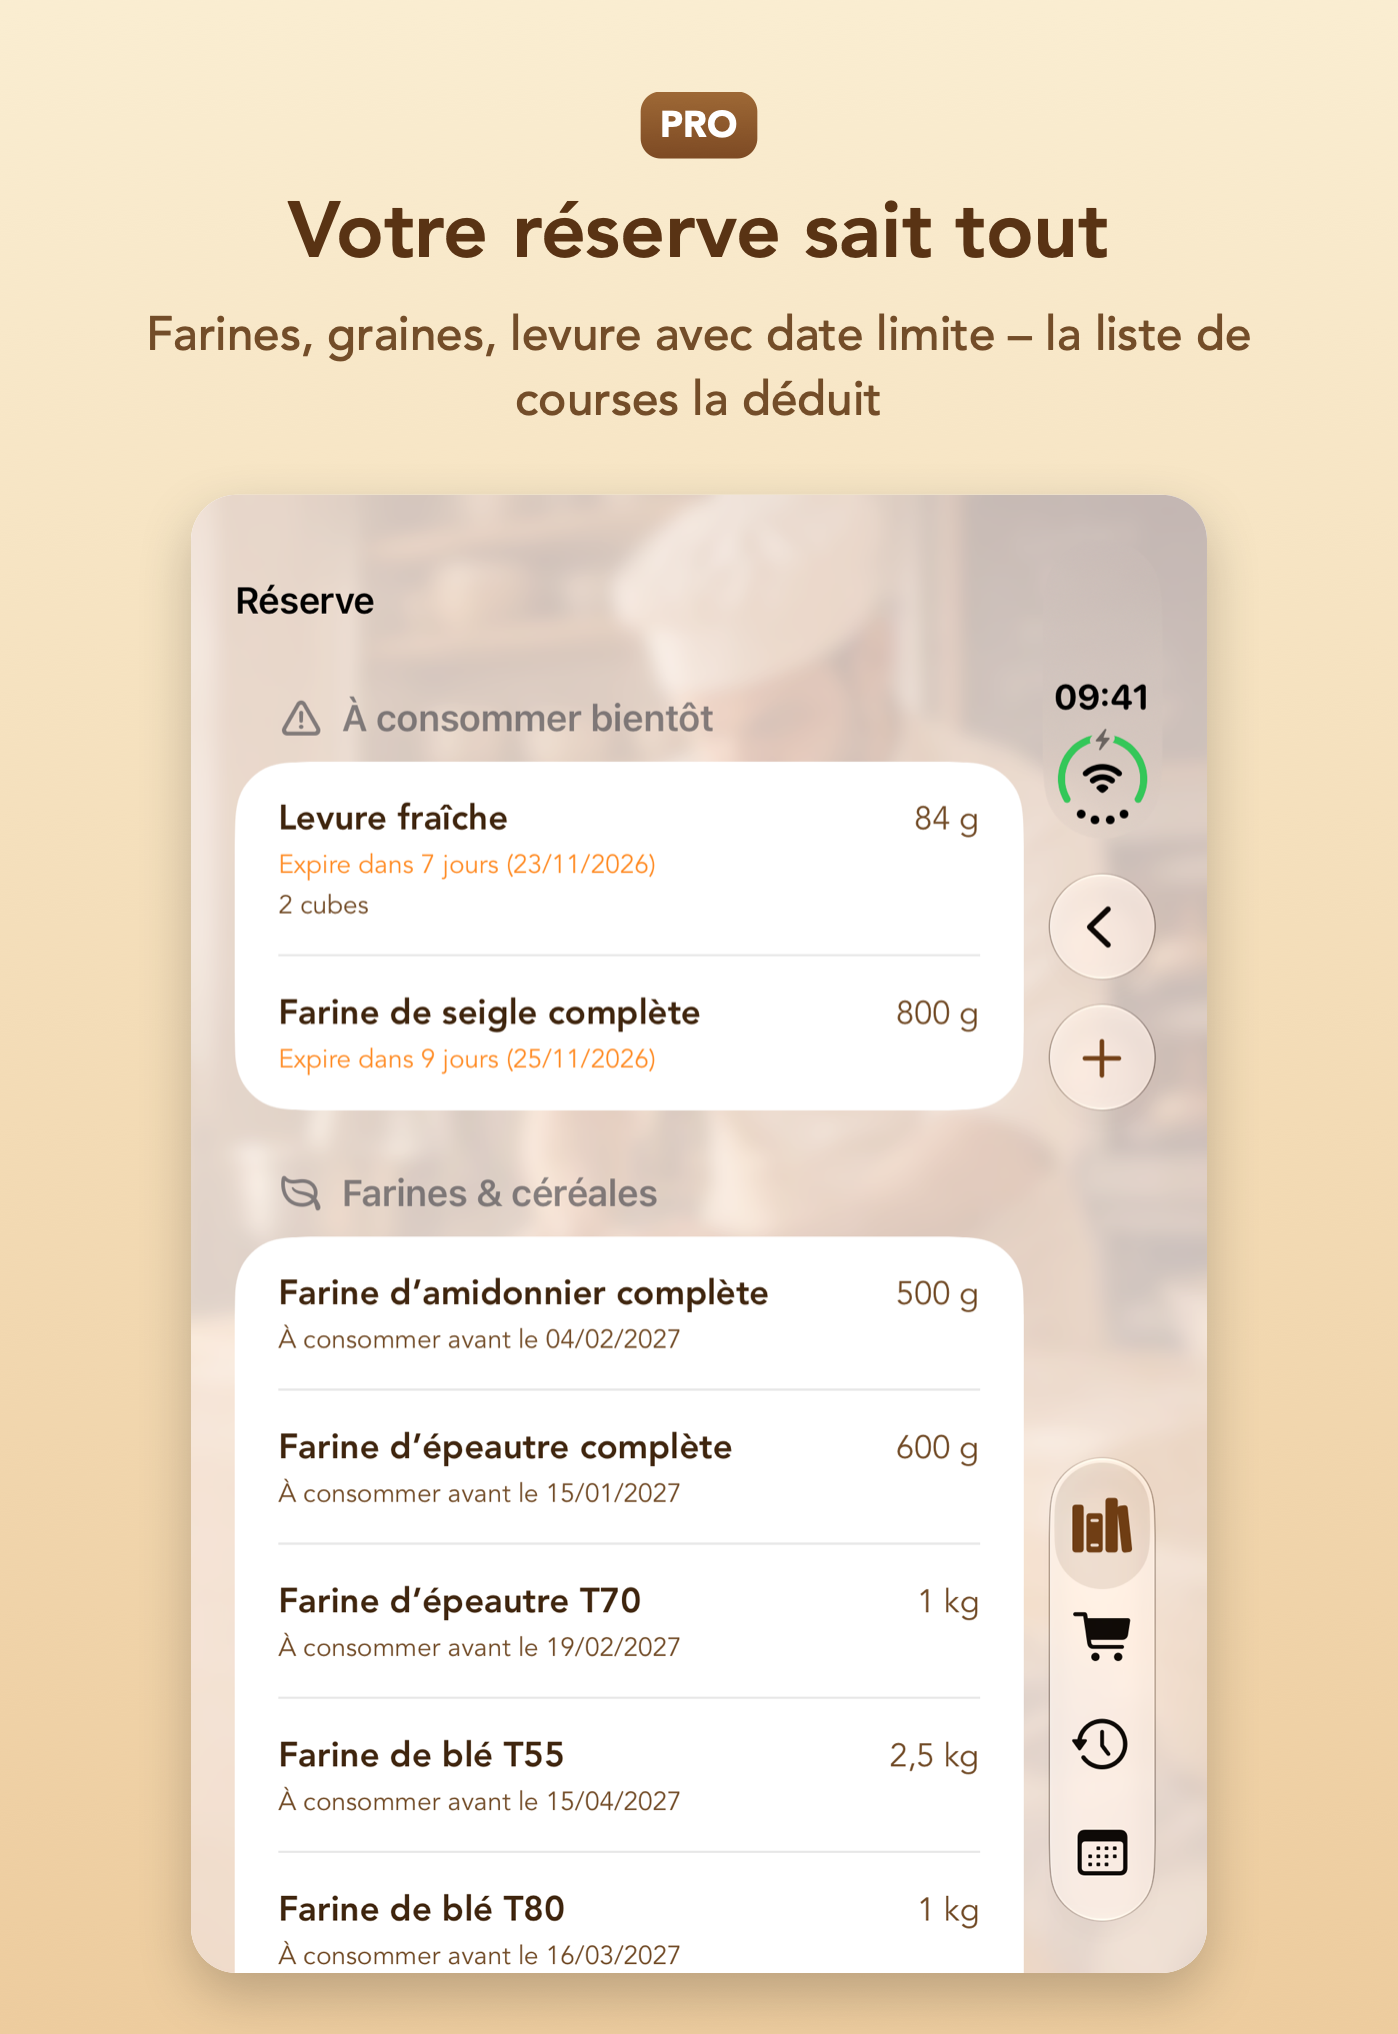 PRO
Votre réserve sait tout
Farines, graines, levure avec date limite – la liste de
courses la déduit
Réserve
09:41
À consommer bientôt
Levure fraîche 84 g
Expire dans 7 jours (23/11/2026)
2 cubes
Farine de seigle complète 800 g
Expire dans 9 jours (25/11/2026)
Farines & céréales
Farine d’amidonnier complète 500 g
À consommer avant le 04/02/2027
Farine d’épeautre complète 600 g
À consommer avant le 15/01/2027
Farine d’épeautre T70 1 kg
À consommer avant le 19/02/2027
Farine de blé T55 2,5 kg
À consommer avant le 15/04/2027
Farine de blé T80 1 kg
À consommer avant le 16/03/2027